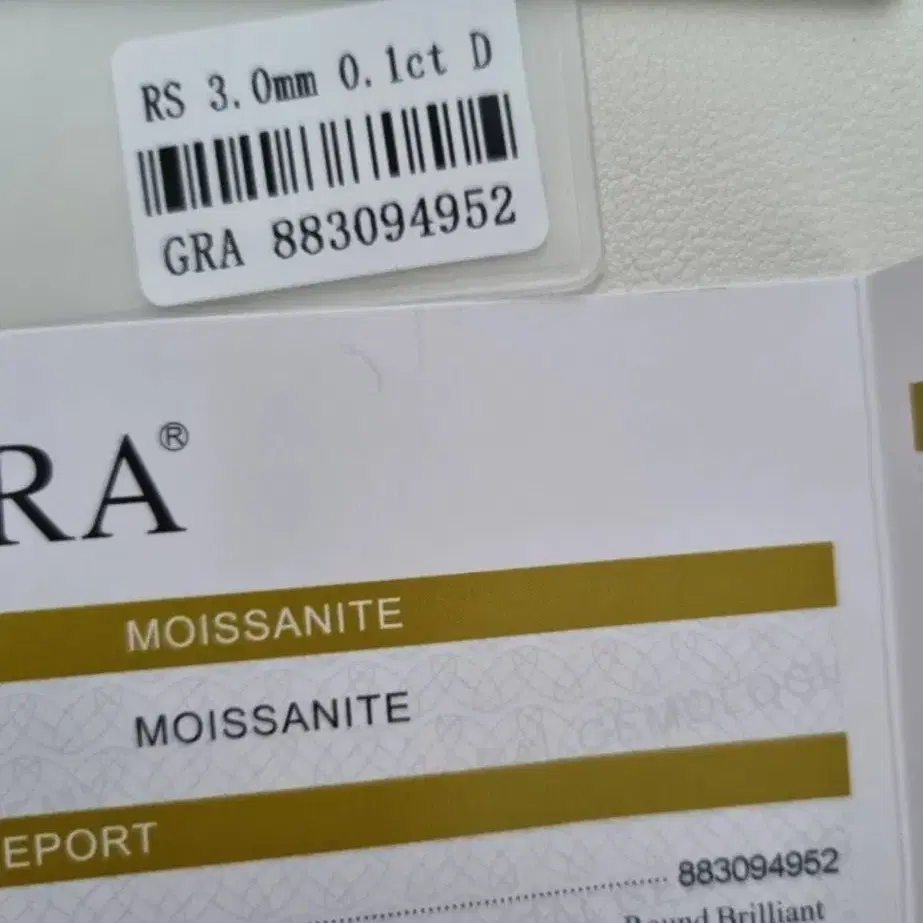 RS 3.0mm 0.1ct D
GRA 883094952
RA®
MOISSANITE
MOISSANITE
EPORT
883094952
Round Brilliant